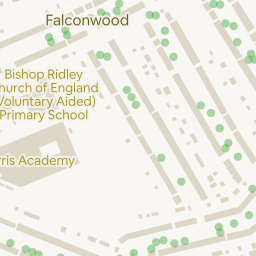 Falconwood
Bishop Ridley
hurch of England
Voluntary Aided)
Primary School
rris Academy